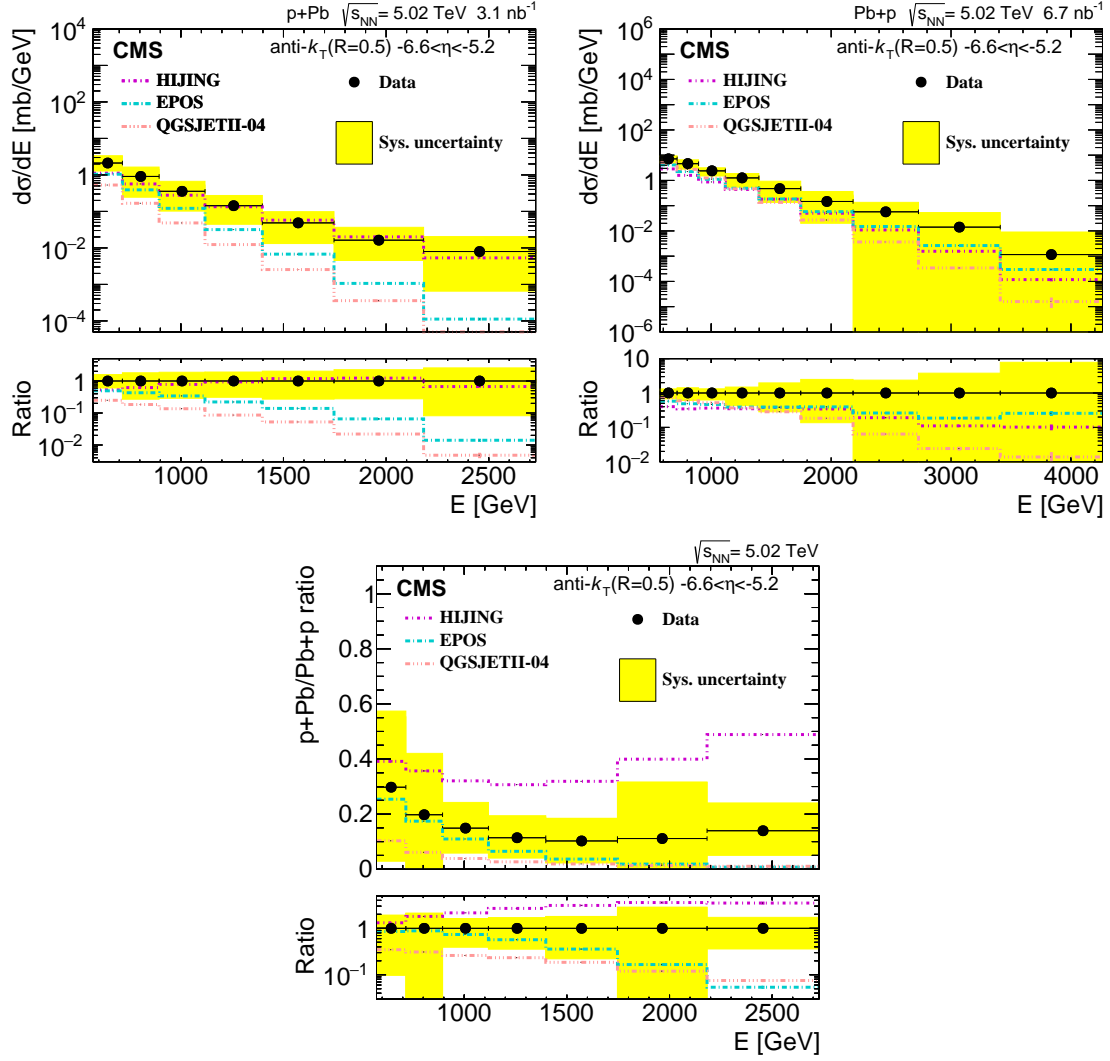 p+Pb √s_NN = 5.02 TeV 3.1 nb⁻¹
CMS
anti-k_T(R=0.5) -6.6<η<-5.2
HIJING
EPOS
QGSJETII-04
Data
Sys. uncertainty
dσ/dE [mb/GeV]
10⁴
10²
1
10⁻²
10⁻⁴
Ratio
1
10⁻¹
10⁻²
1000 1500 2000 2500
E [GeV]
Pb+p √s_NN = 5.02 TeV 6.7 nb⁻¹
CMS
anti-k_T(R=0.5) -6.6<η<-5.2
HIJING
EPOS
QGSJETII-04
Data
Sys. uncertainty
dσ/dE [mb/GeV]
10⁶
10⁴
10²
1
10⁻²
10⁻⁴
10⁻⁶
Ratio
10
1
10⁻¹
10⁻²
1000 2000 3000 4000
E [GeV]
√s_NN = 5.02 TeV
CMS
anti-k_T(R=0.5) -6.6<η<-5.2
HIJING
EPOS
QGSJETII-04
Data
Sys. uncertainty
p+Pb/Pb+p ratio
1
0.8
0.6
0.4
0.2
0
Ratio
1
10⁻¹
1000 1500 2000 2500
E [GeV]